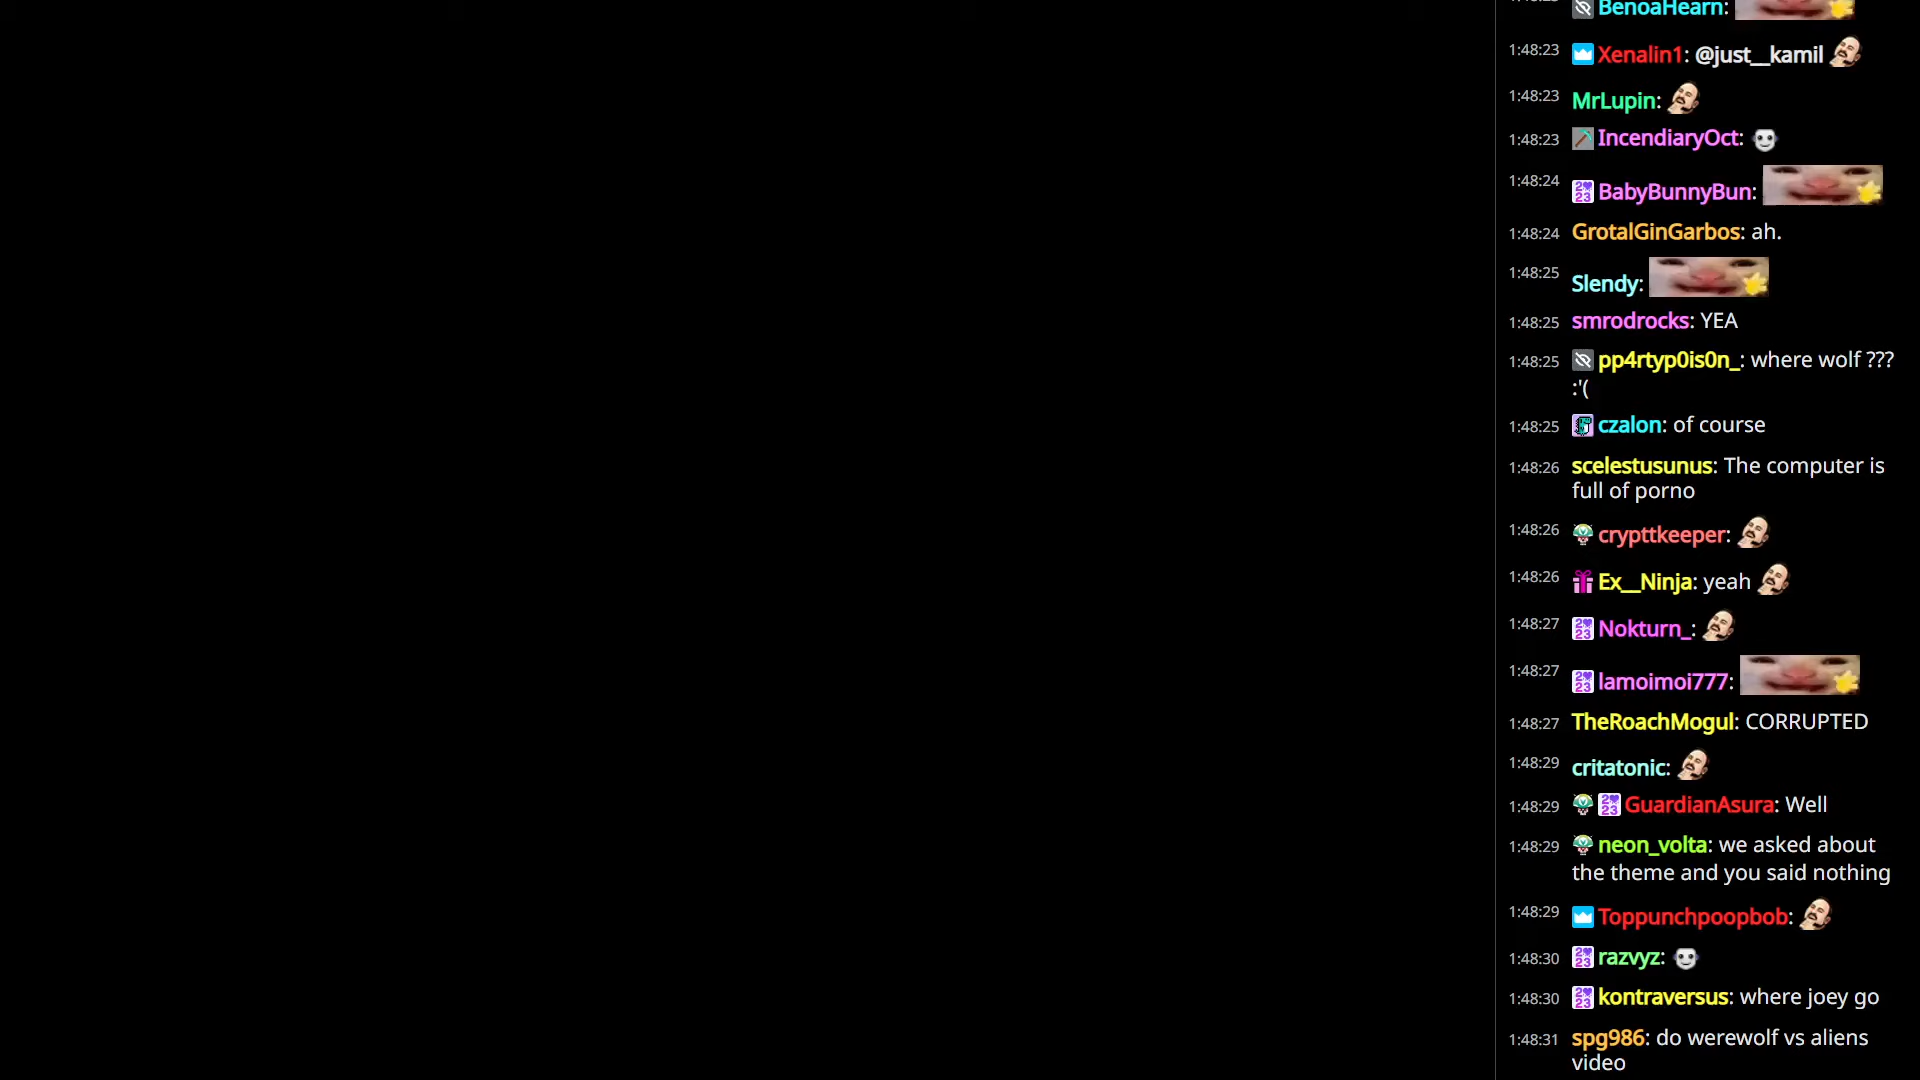 BenoaHearn:
1:48:23 Xenalin1: @just__kamil
1:48:23 MrLupin:
1:48:23 IncendiaryOct:
1:48:24 BabyBunnyBun:
1:48:24 GrotalGinGarbos: ah.
1:48:25 Slendy:
1:48:25 smrodrocks: YEA
1:48:25 pp4rtyp0is0n_: where wolf ???
:'(
1:48:25 czalon: of course
1:48:26 scelestusunus: The computer is
full of porno
1:48:26 crypttkeeper:
1:48:26 Ex__Ninja: yeah
1:48:27 Nokturn_:
1:48:27 lamoimoi777:
1:48:27 TheRoachMogul: CORRUPTED
1:48:29 critatonic:
1:48:29 GuardianAsura: Well
1:48:29 neon_volta: we asked about
the theme and you said nothing
1:48:29 Toppunchpoopbob:
1:48:30 razvyz:
1:48:30 kontraversus: where joey go
1:48:31 spg986: do werewolf vs aliens
video